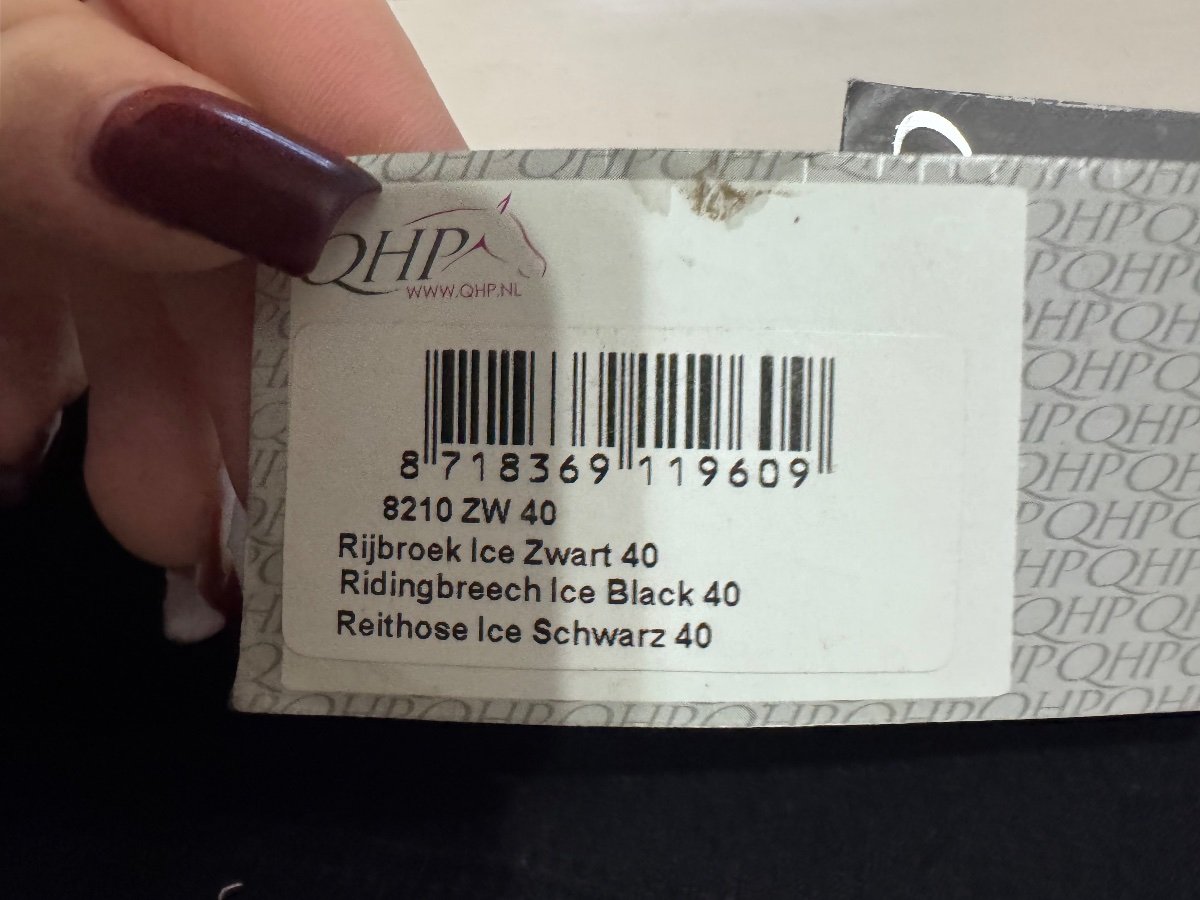 QHP
WWW.QHP.NL
8 718369 119609
8210 ZW 40
Rijbroek Ice Zwart 40
Ridingbreech Ice Black 40
Reithose Ice Schwarz 40